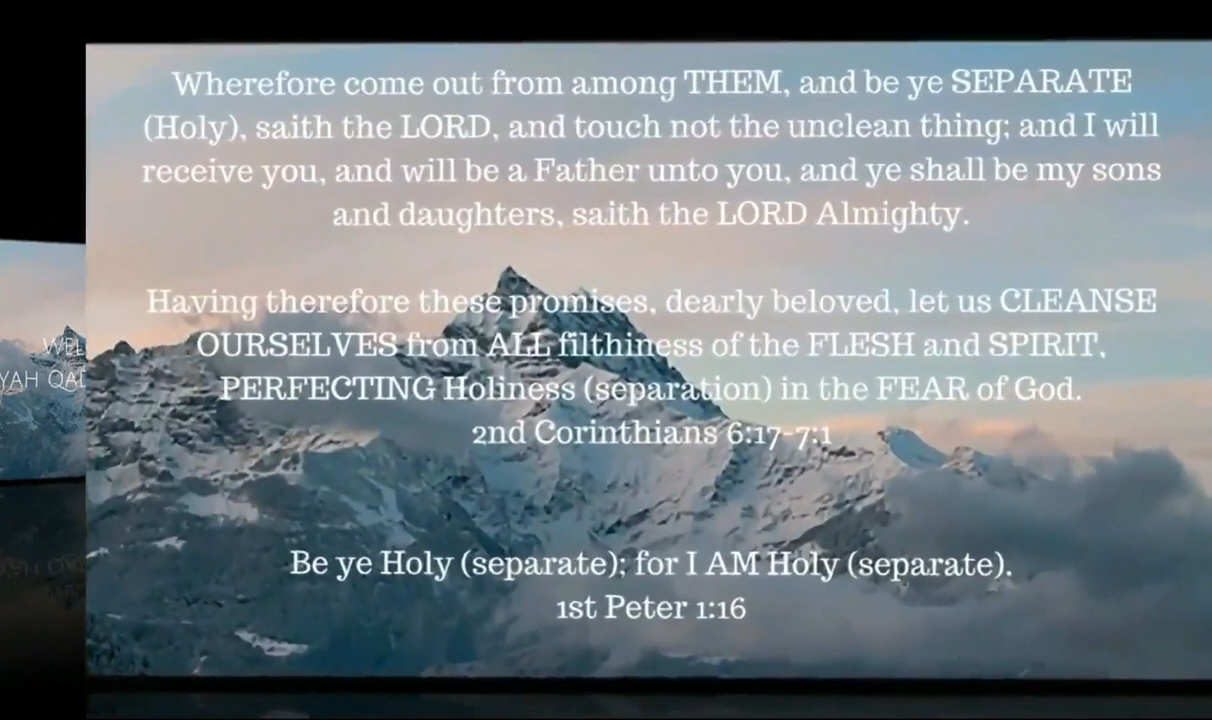 Wherefore come out from among THEM, and be ye SEPARATE
(Holy), saith the LORD, and touch not the unclean thing; and I will
receive you, and will be a Father unto you, and ye shall be my sons
and daughters, saith the LORD Almighty.
Having therefore these promises, dearly beloved, let us CLEANSE
OURSELVES from ALL filthiness of the FLESH and SPIRIT,
PERFECTING Holiness (separation) in the FEAR of God.
2nd Corinthians 6:17-7:1
Be ye Holy (separate); for I AM Holy (separate).
1st Peter 1:16
WEL
YAH QAD